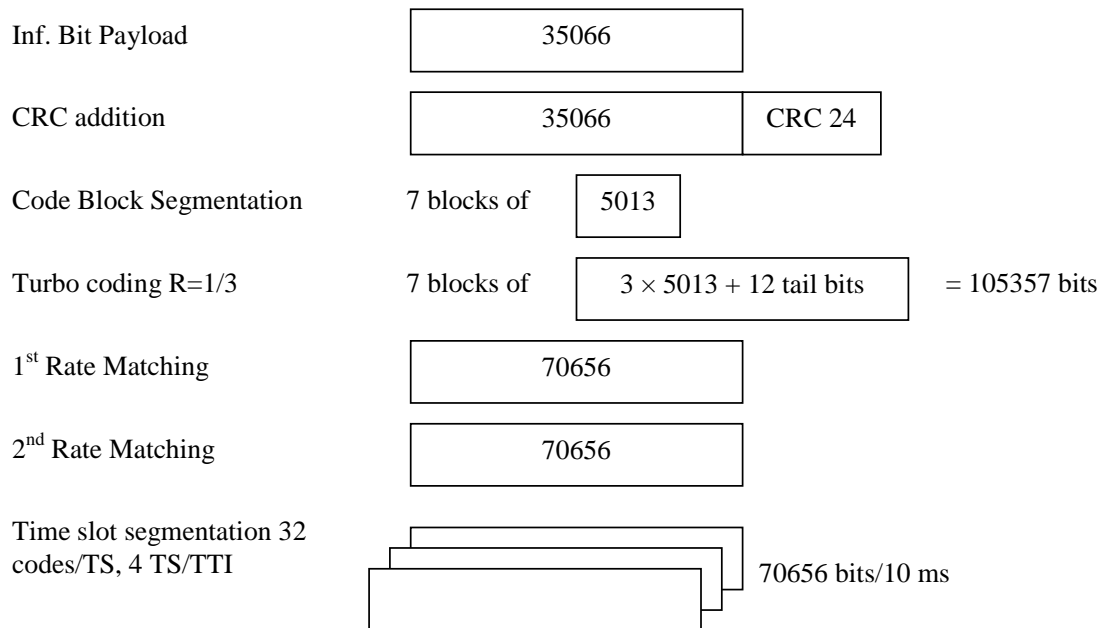 Inf. Bit Payload 35066
CRC addition 35066 CRC 24
Code Block Segmentation 7 blocks of 5013
Turbo coding R=1/3 7 blocks of 3 × 5013 + 12 tail bits = 105357 bits
1st Rate Matching 70656
2nd Rate Matching 70656
Time slot segmentation 32
codes/TS, 4 TS/TTI
70656 bits/10 ms